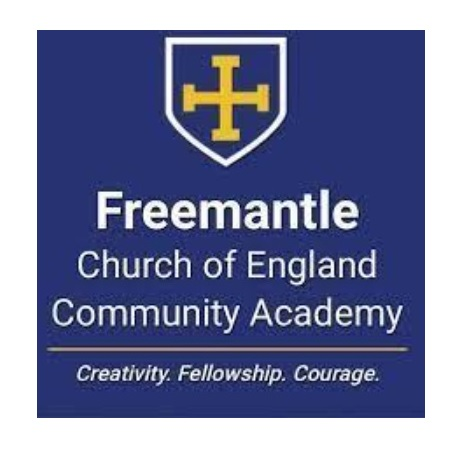 Freemantle
Church of England
Community Academy
Creativity. Fellowship. Courage.